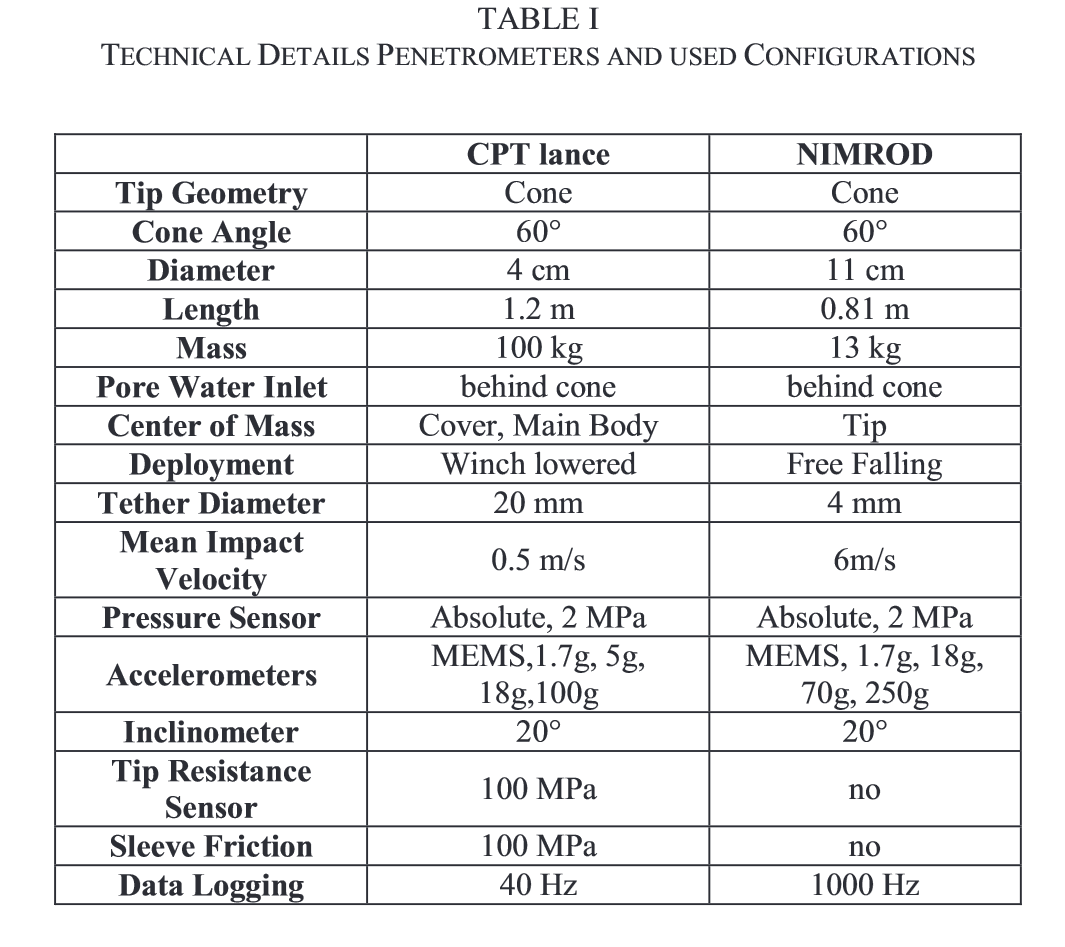 TABLE I
TECHNICAL DETAILS PENETROMETERS AND USED CONFIGURATIONS
CPT lance NIMROD
Tip Geometry Cone Cone
Cone Angle 60° 60°
Diameter 4 cm 11 cm
Length 1.2 m 0.81 m
Mass 100 kg 13 kg
Pore Water Inlet behind cone behind cone
Center of Mass Cover, Main Body Tip
Deployment Winch lowered Free Falling
Tether Diameter 20 mm 4 mm
Mean Impact
Velocity 0.5 m/s 6m/s
Pressure Sensor Absolute, 2 MPa Absolute, 2 MPa
Accelerometers MEMS,1.7g, 5g, MEMS, 1.7g, 18g,
18g,100g 70g, 250g
Inclinometer 20° 20°
Tip Resistance
Sensor 100 MPa no
Sleeve Friction 100 MPa no
Data Logging 40 Hz 1000 Hz